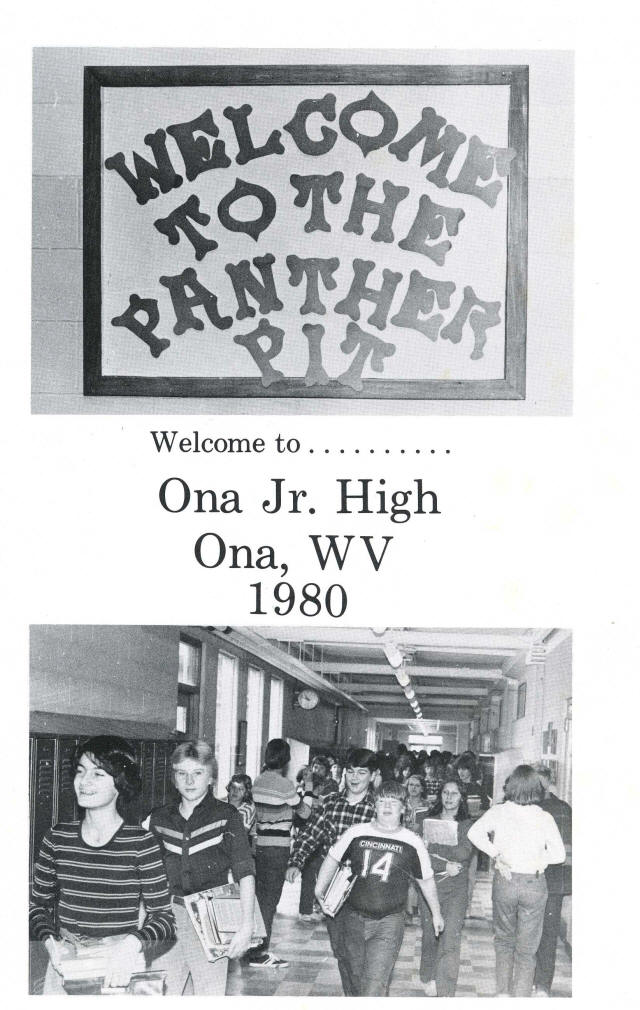 WELCOME
TO THE
PANTHER
PIT
Welcome to . . . . . . . . . .
Ona Jr. High
Ona, WV
1980
CINCINNATI
14